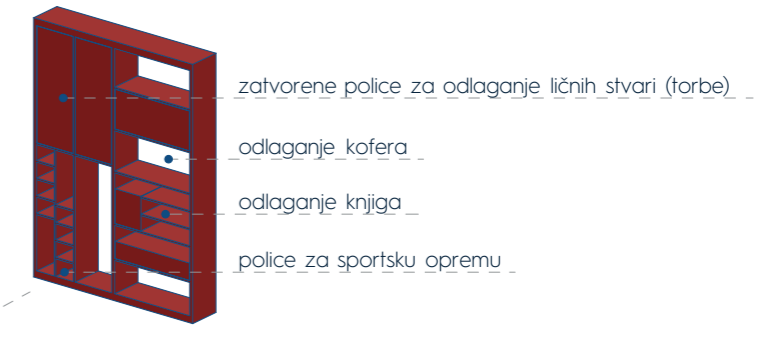 zatvorene police za odlaganje ličnih stvari (torbe)
odlaganje kofera
odlaganje knjiga
police za sportsku opremu